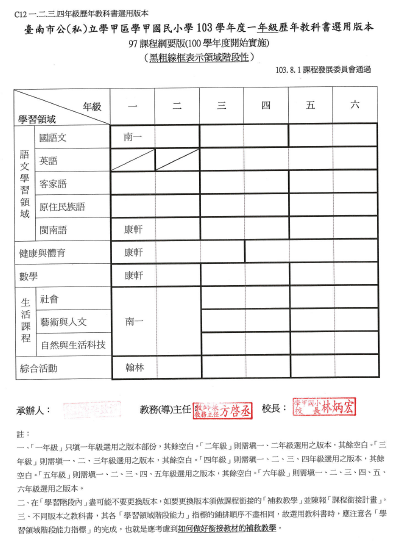 C12 一.二.三.四年級歷年教科書選用版本
臺南市公(私)立學甲區學甲國民小學 103 學年度一年級歷年教科書選用版本
97 課程綱要版(100 學年度開始實施)
(黑粗線框表示領域階段性)
103. 8. 1 課程發展委員會通過
年級 一 二 三 四 五 六
學習領域
語文學習領域
國語文 南一
英語
客家語
原住民族語
閩南語 康軒
健康與體育 康軒
數學 康軒
生活課程
社會
藝術與人文 南一
自然與生活科技
綜合活動 翰林
承辦人： 教務(導)主任 方啓丞 校長： 林炳宏
註：
一、「一年級」只填一年級選用之版本部份，其餘空白。「二年級」則需填一、二年級選用之版本，其餘空白。「三
年級」則需填一、二、三年級選用之版本，其餘空白。「四年級」則需填一、二、三、四年級選用之版本，其餘
空白。「五年級」則需填一、二、三、四、五年級選用之版本，其餘空白。「六年級」則需填一、二、三、四、五、
六年級選用之版本。
二、在「學習階段內」盡可能不要更換版本，如要更換版本須做課程銜接的「補救教學」並陳報「課程銜接計畫」。
三、不同版本之教科書，其各「學習領域階段能力」指標的鋪排順序不盡相同，故選用教科書時，應注意各「學
習領域階段能力指標」的完成，也就是應考慮到如何做好銜接教材的補救教學。